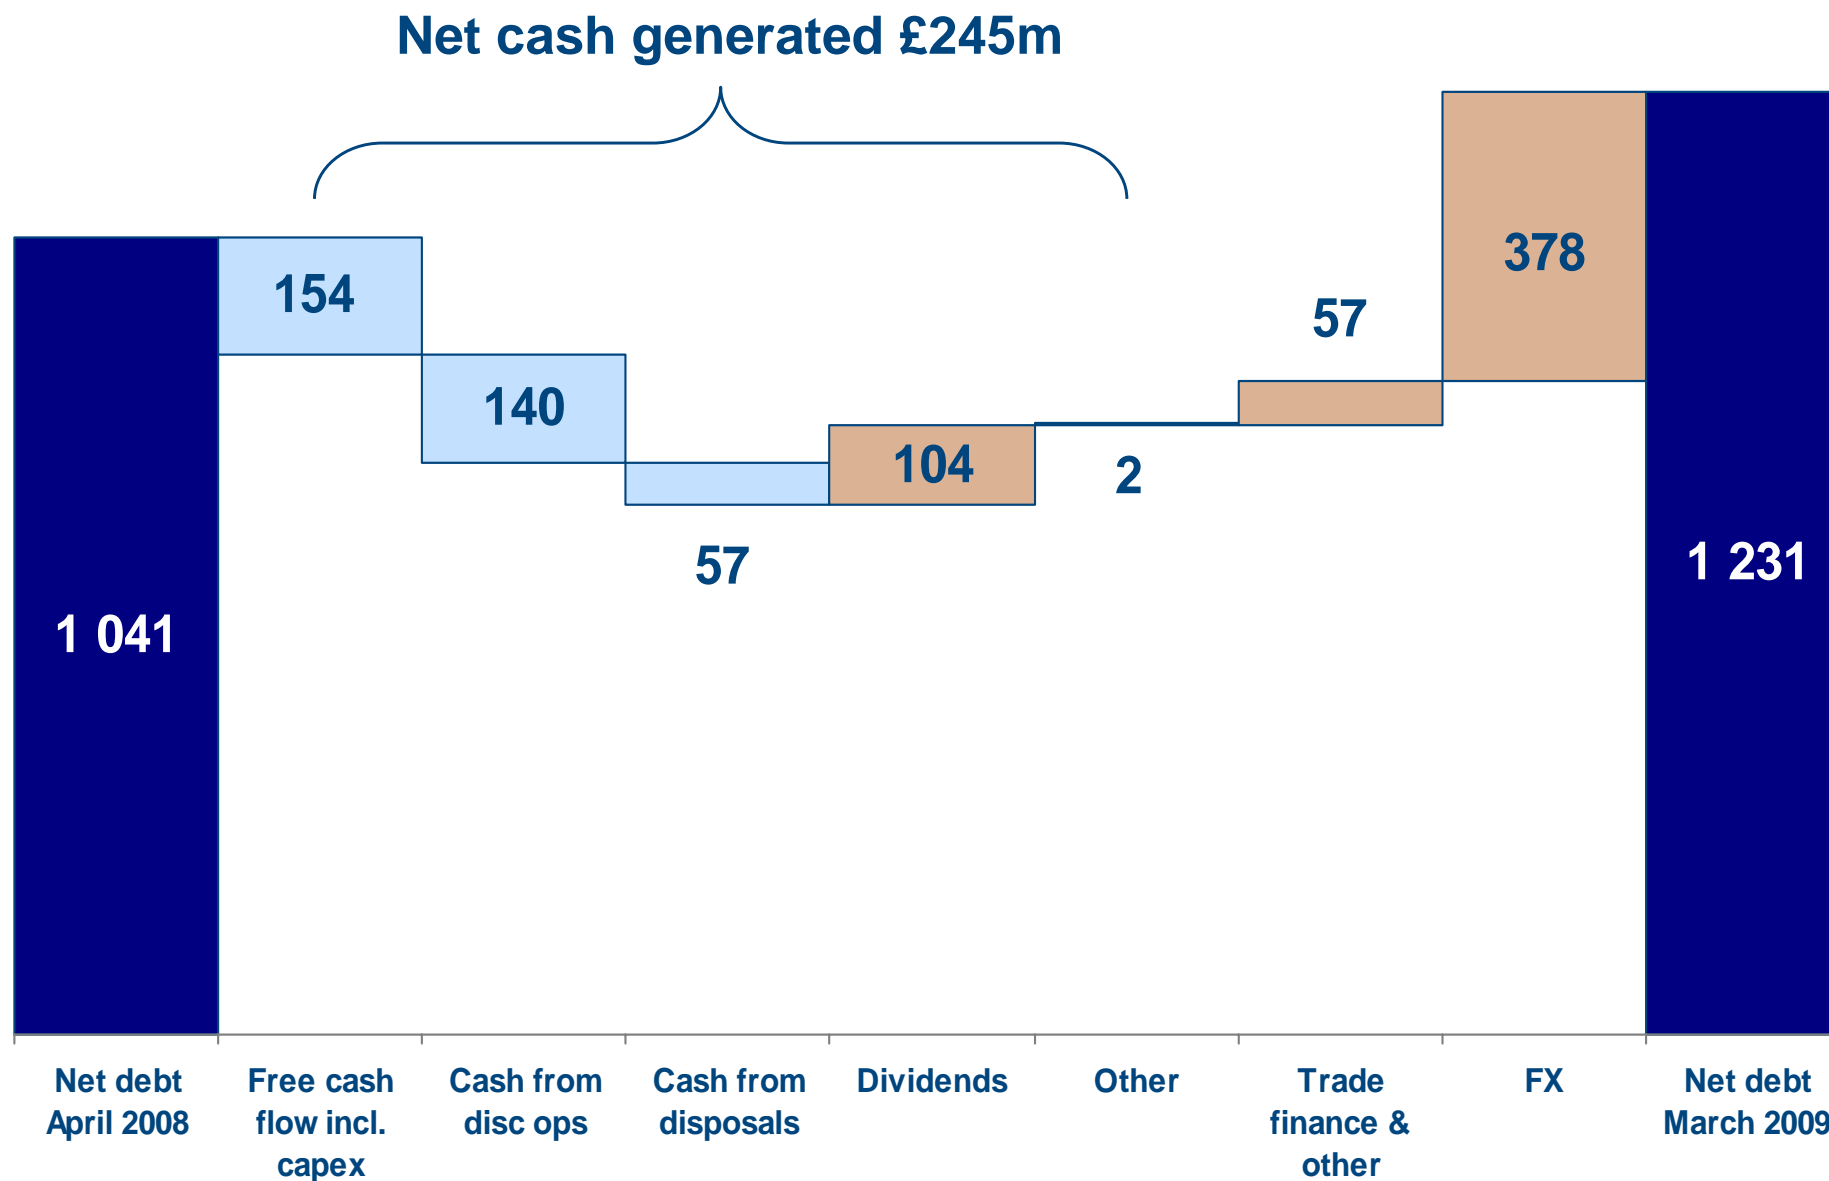 Net cash generated £245m
154
140
57
104
2
57
378
1 041
1 231
Net debt
April 2008
Free cash
flow incl.
capex
Cash from
disc ops
Cash from
disposals
Dividends
Other
Trade
finance &
other
FX
Net debt
March 2009